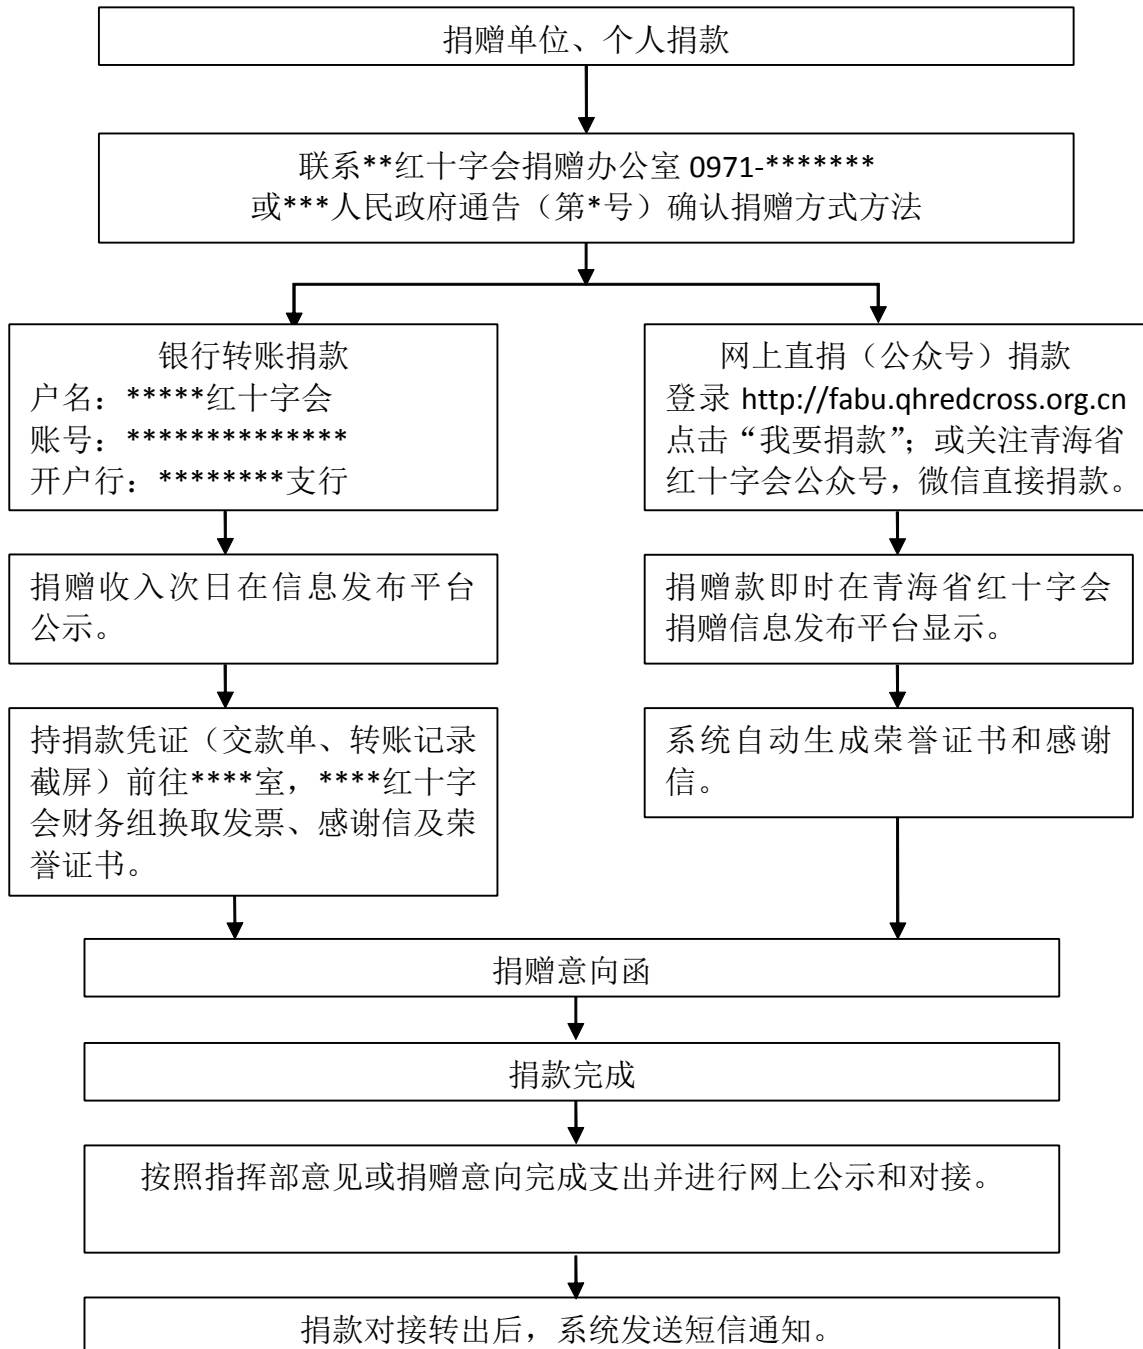 捐赠单位、个人捐款
联系**红十字会捐赠办公室 0971-*******
或***人民政府通告（第*号）确认捐赠方式方法
银行转账捐款
户名：*****红十字会
账号：**************
开户行：********支行
网上直捐（公众号）捐款
登录 http://fabu.qhredcross.org.cn
点击“我要捐款”；或关注青海省
红十字会公众号，微信直接捐款。
捐赠收入次日在信息发布平台
公示。
捐赠款即时在青海省红十字会
捐赠信息发布平台显示。
持捐款凭证（交款单、转账记录
截屏）前往****室，****红十字
会财务组换取发票、感谢信及荣
誉证书。
系统自动生成荣誉证书和感谢
信。
捐赠意向函
捐款完成
按照指挥部意见或捐赠意向完成支出并进行网上公示和对接。
捐款对接转出后，系统发送短信通知。